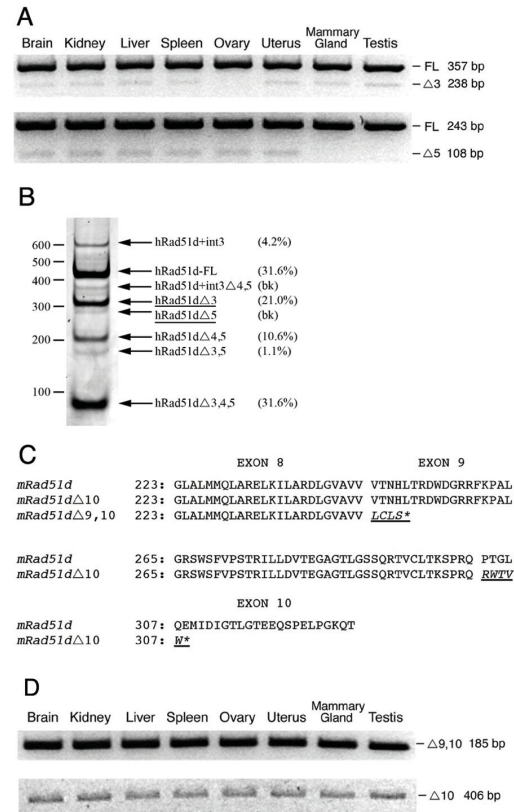 A
Brain Kidney Liver Spleen Ovary Uterus Mammary Gland Testis
FL 357 bp
△3 238 bp
FL 243 bp
△5 108 bp
B
600
500
400
300
200
100
hRad51d+int3 (4.2%)
hRad51d-FL (31.6%)
hRad51d+int3△4,5 (bk)
hRad51d△3 (21.0%)
hRad51d△5 (bk)
hRad51d△4,5 (10.6%)
hRad51d△3,5 (1.1%)
hRad51d△3,4,5 (31.6%)
C
EXON 8 EXON 9
mRad51d 223: GLALMMQLARELKILARDLGVAVV VTNHLTRDWDGRRFKPAL
mRad51d△10 223: GLALMMQLARELKILARDLGVAVV VTNHLTRDWDGRRFKPAL
mRad51d△9,10 223: GLALMMQLARELKILARDLGVAVV LCLS*
mRad51d 265: GRSWSFVPSTRILLDVTEGAGTLGSSQRTVCLTKSPRQ PTGL
mRad51d△10 265: GRSWSFVPSTRILLDVTEGAGTLGSSQRTVCLTKSPRQ RWTV
EXON 10
mRad51d 307: QEMIDIGTLGTEEQSPELPGKQT
mRad51d△10 307: W*
D
Brain Kidney Liver Spleen Ovary Uterus Mammary Gland Testis
△9,10 185 bp
△10 406 bp